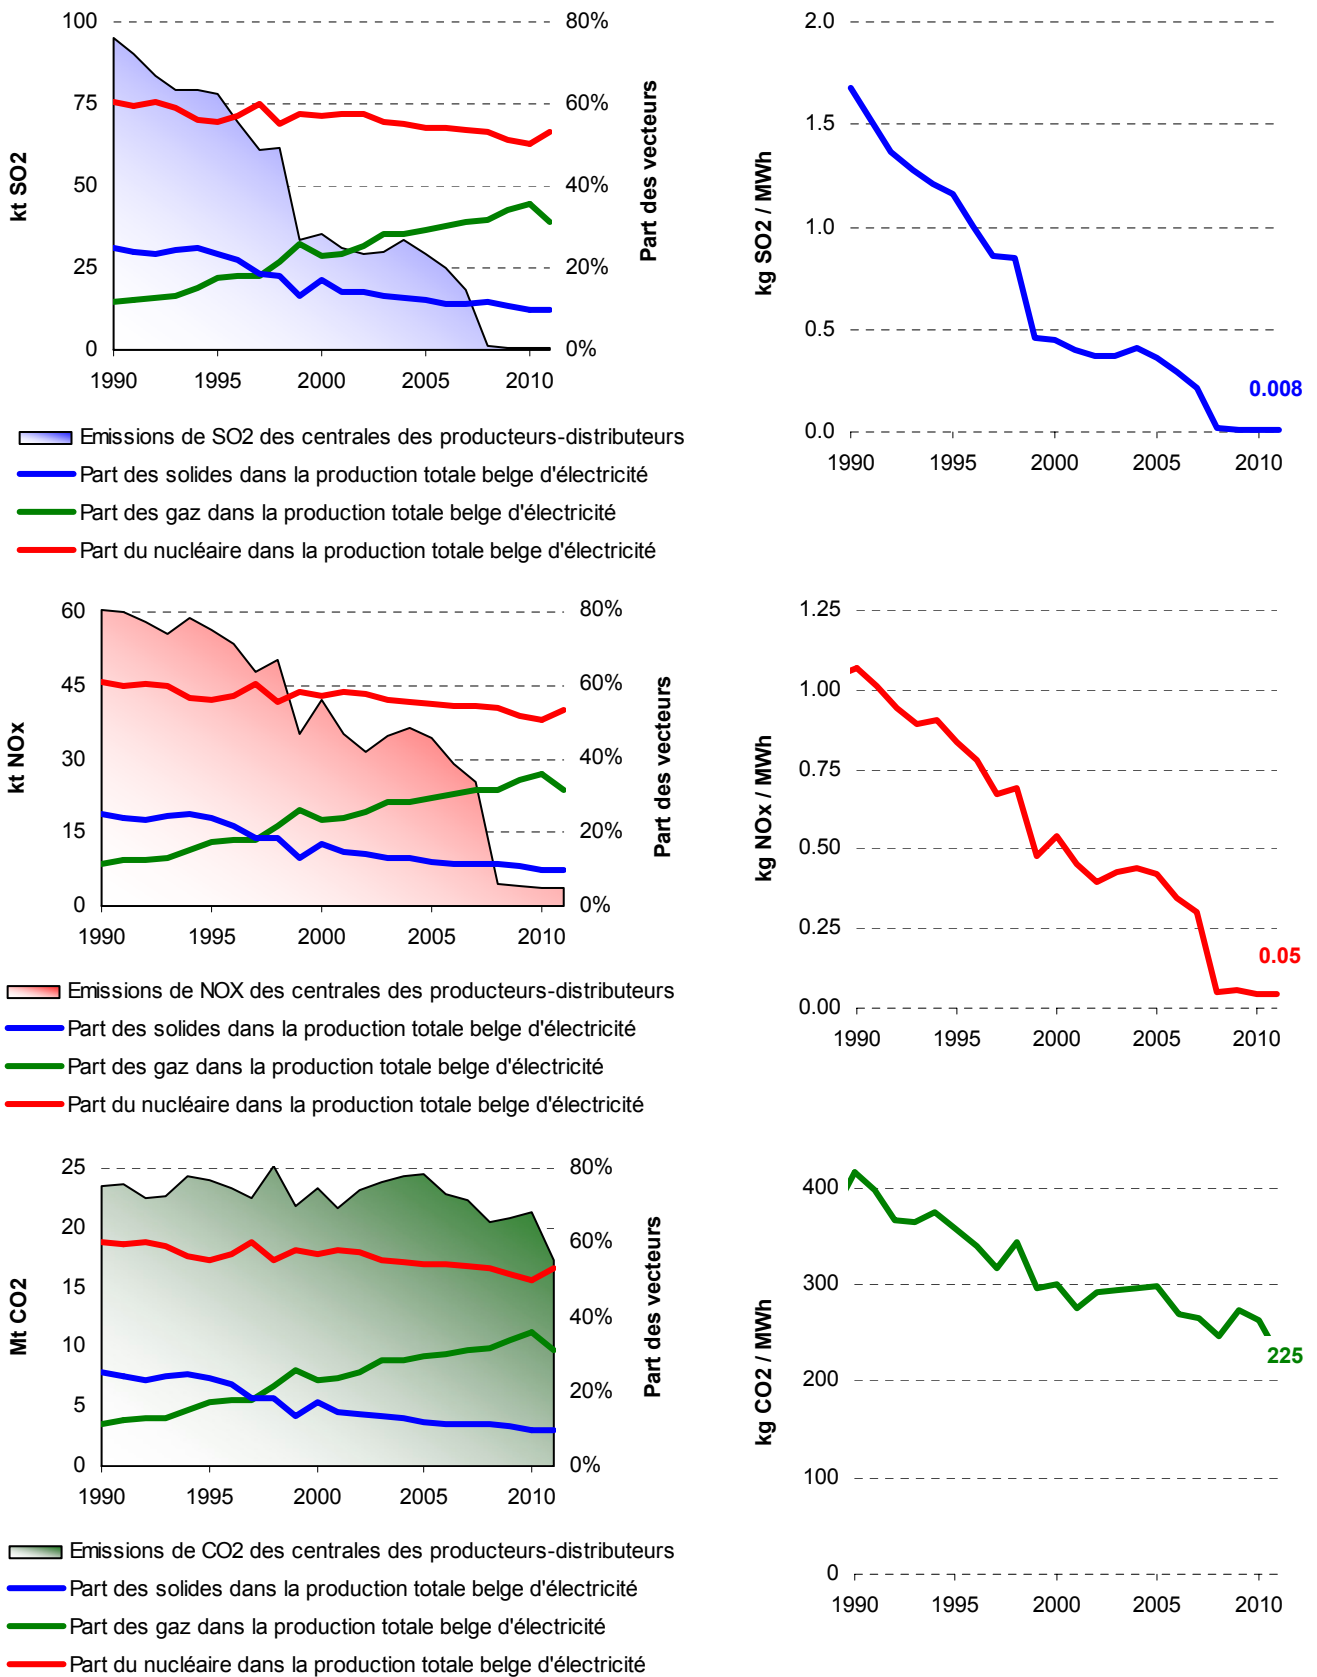 100
75
50
25
0
kt SO2
80%
60%
40%
20%
0%
Part des vecteurs
1990 1995 2000 2005 2010
Emissions de SO2 des centrales des producteurs-distributeurs
Part des solides dans la production totale belge d'électricité
Part des gaz dans la production totale belge d'électricité
Part du nucléaire dans la production totale belge d'électricité
2.0
1.5
1.0
0.5
0.0
kg SO2 / MWh
0.008
1990 1995 2000 2005 2010
60
45
30
15
0
kt NOx
80%
60%
40%
20%
0%
Part des vecteurs
1990 1995 2000 2005 2010
Emissions de NOX des centrales des producteurs-distributeurs
Part des solides dans la production totale belge d'électricité
Part des gaz dans la production totale belge d'électricité
Part du nucléaire dans la production totale belge d'électricité
1.25
1.00
0.75
0.50
0.25
0.00
kg NOx / MWh
0.05
1990 1995 2000 2005 2010
25
20
15
10
5
0
Mt CO2
80%
60%
40%
20%
0%
Part des vecteurs
1990 1995 2000 2005 2010
Emissions de CO2 des centrales des producteurs-distributeurs
Part des solides dans la production totale belge d'électricité
Part des gaz dans la production totale belge d'électricité
Part du nucléaire dans la production totale belge d'électricité
400
300
200
100
0
kg CO2 / MWh
225
1990 1995 2000 2005 2010